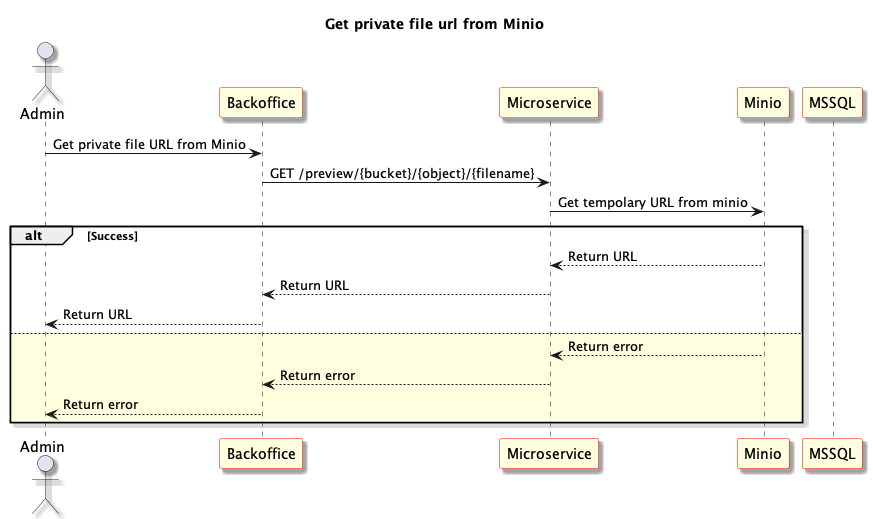 Get private file url from Minio
Admin
Backoffice
Microservice
Minio
MSSQL
Get private file URL from Minio
GET /preview/{bucket}/{object}/{filename}
Get tempolary URL from minio
alt
[Success]
Return URL
Return URL
Return URL
Return error
Return error
Return error
Admin
Backoffice
Microservice
Minio
MSSQL